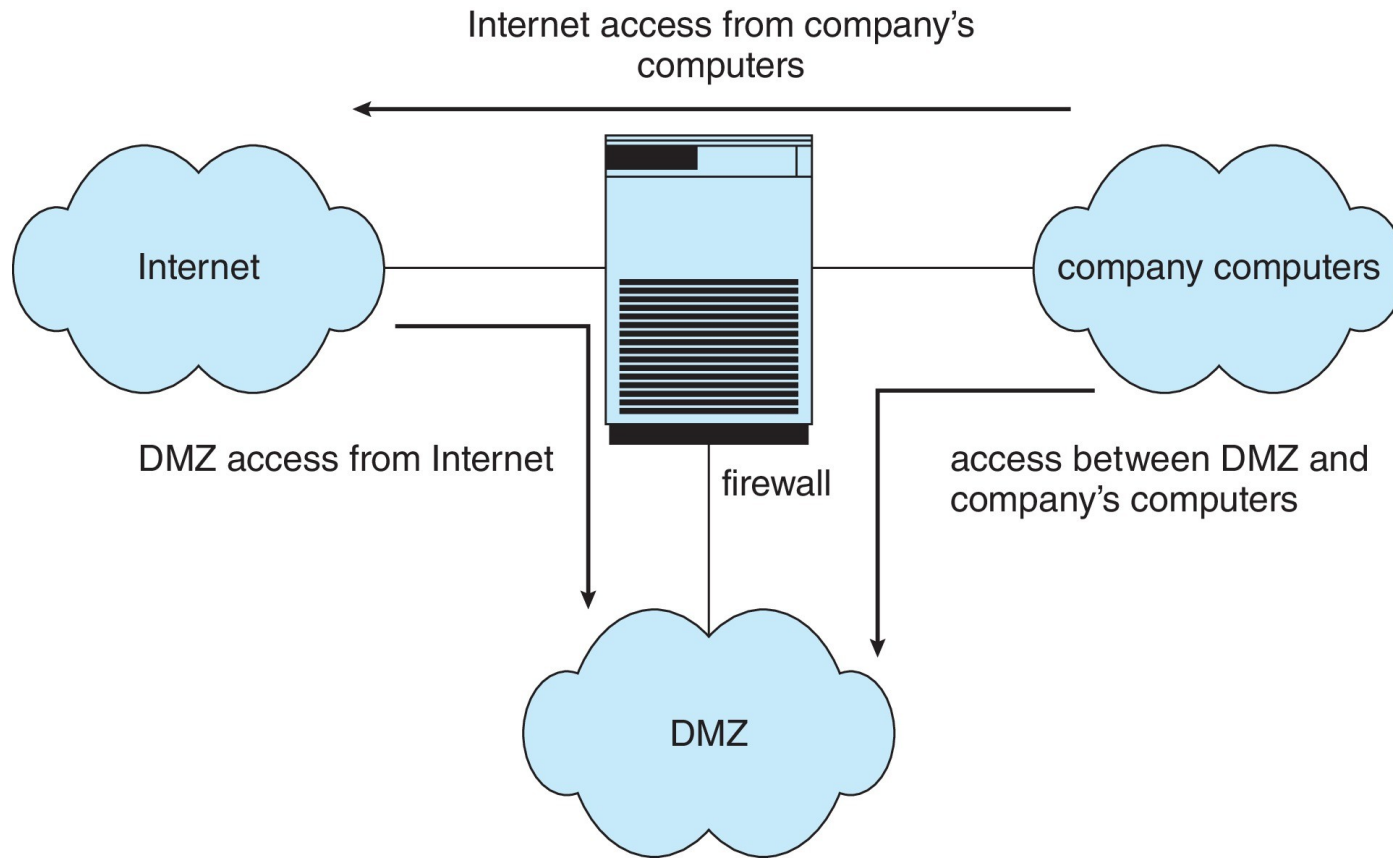 Internet access from company’s
computers
Internet
company computers
DMZ access from Internet
firewall
access between DMZ and
company’s computers
DMZ